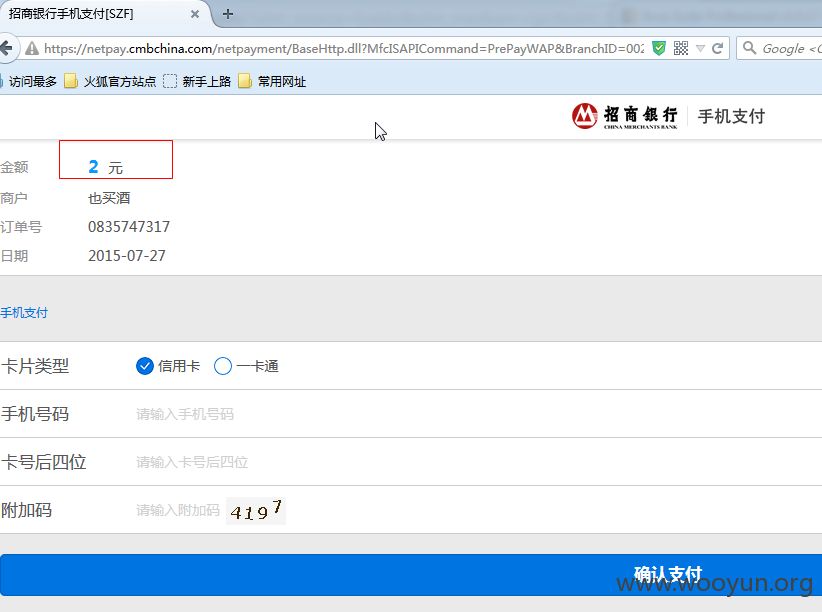 招商银行手机支付[SZF]
https://netpay.cmbchina.com/netpayment/BaseHttp.dll?MfcISAPICommand=PrePayWAP&BranchID=002
Google <C
访问最多 火狐官方站点 新手上路 常用网址
招商银行 手机支付
CHINA MERCHANTS BANK
金额 2 元
商户 也买酒
订单号 0835747317
日期 2015-07-27
手机支付
卡片类型 信用卡 一卡通
手机号码 请输入手机号码
卡号后四位 请输入卡号后四位
附加码 请输入附加码 4197
确认支付
www.wooyun.org